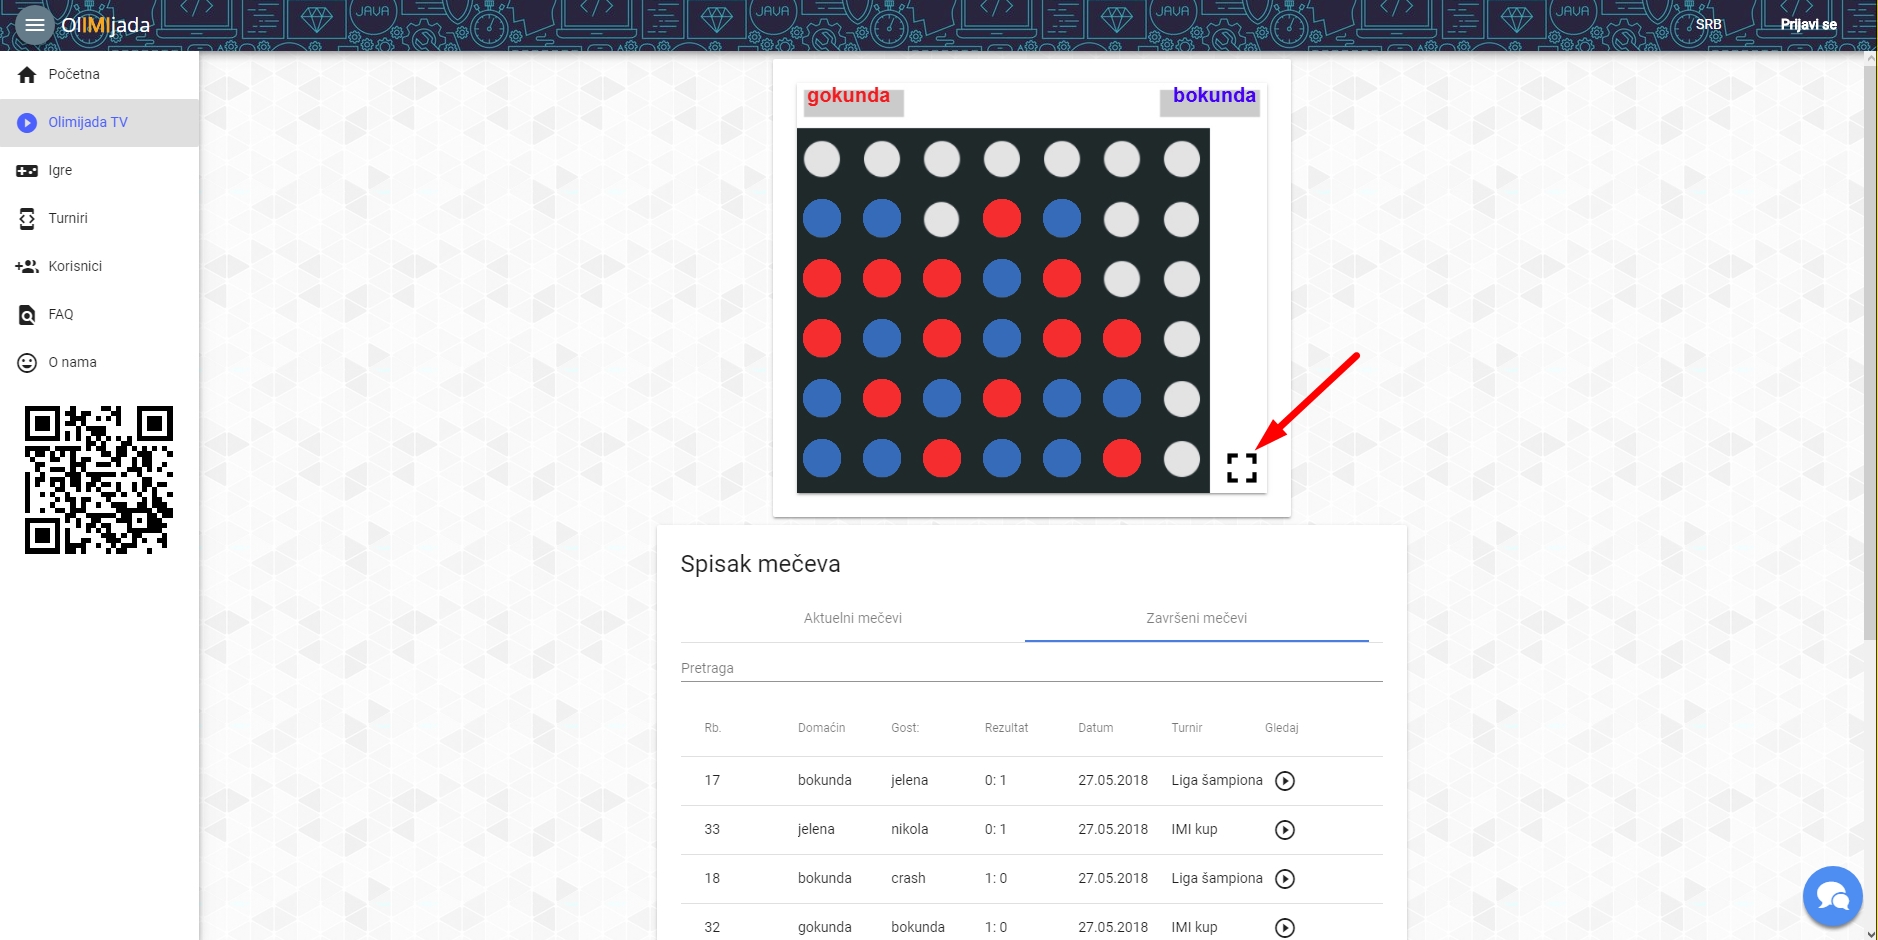 OlIMIjada
SRB
Prijavi se
JAVA
JAVA
JAVA
JAVA
JAVA
Početna
Olimijada TV
Igre
Turniri
Korisnici
FAQ
O nama
gokunda
bokunda
Spisak mečeva
Aktuelni mečevi
Završeni mečevi
Pretraga
Rb. Domaćin Gost: Rezultat Datum Turnir Gledaj
17 bokunda jelena 0: 1 27.05.2018 Liga šampiona
33 jelena nikola 0: 1 27.05.2018 IMI kup
18 bokunda crash 1: 0 27.05.2018 Liga šampiona
32 gokunda bokunda 1: 0 27.05.2018 IMI kup